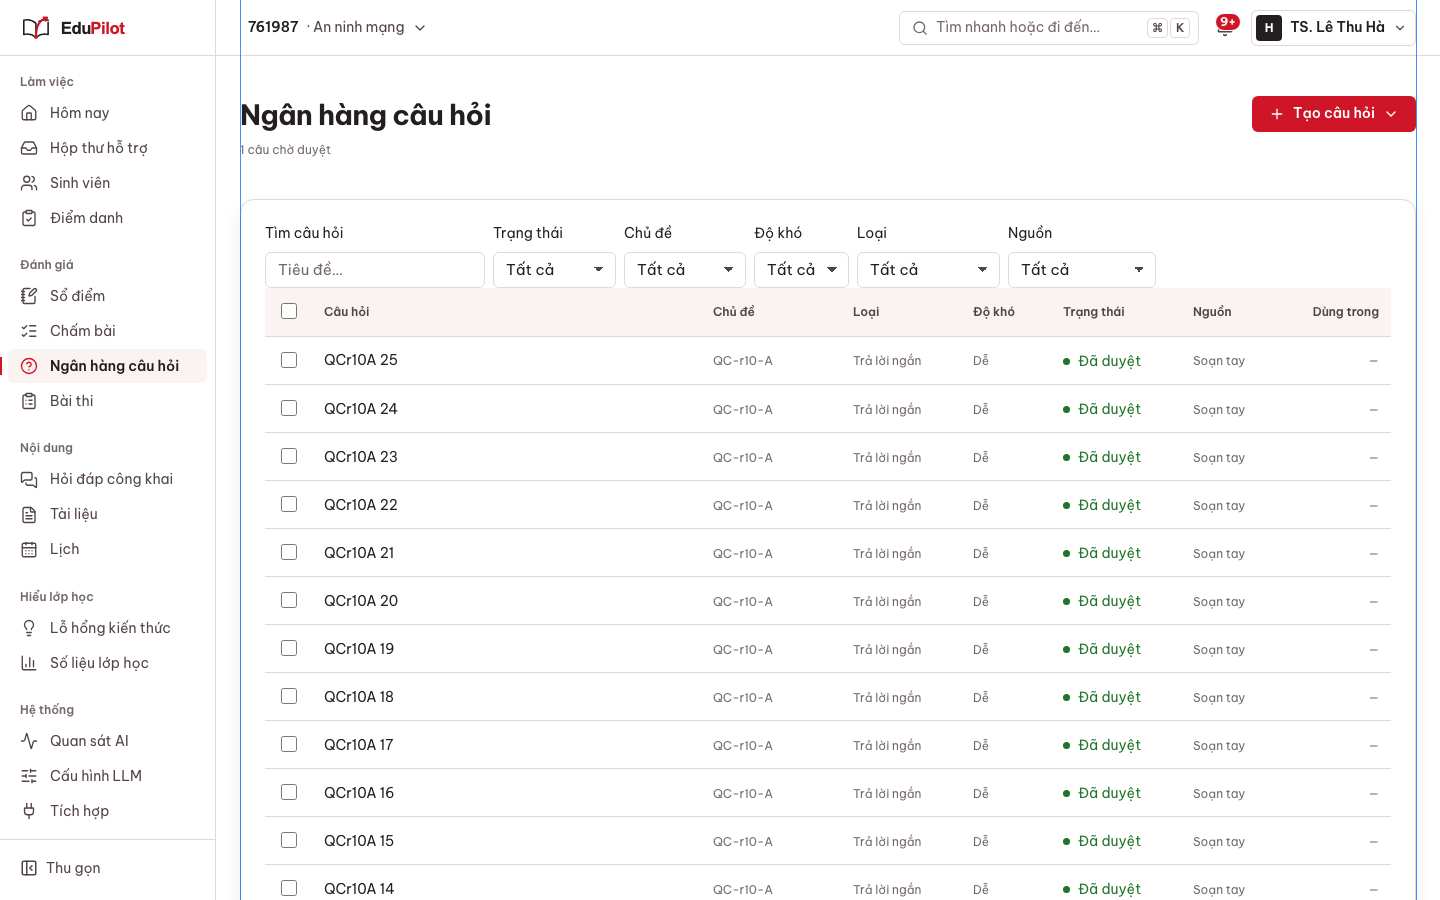 EduPilot
761987 · An ninh mạng
Tìm nhanh hoặc đi đến... ⌘ K
9+
H TS. Lê Thu Hà
Làm việc
Hôm nay
Hộp thư hỗ trợ
Sinh viên
Điểm danh
Đánh giá
Sổ điểm
Chấm bài
Ngân hàng câu hỏi
Bài thi
Nội dung
Hỏi đáp công khai
Tài liệu
Lịch
Hiểu lớp học
Lỗ hổng kiến thức
Số liệu lớp học
Hệ thống
Quan sát AI
Cấu hình LLM
Tích hợp
Thu gọn
Ngân hàng câu hỏi
1 câu chờ duyệt
Tạo câu hỏi
Tìm câu hỏi Trạng thái Chủ đề Độ khó Loại Nguồn
Tiêu đề... Tất cả Tất cả Tất cả Tất cả Tất cả
Câu hỏi Chủ đề Loại Độ khó Trạng thái Nguồn Dùng trong
QCr10A 25 QC-r10-A Trả lời ngắn Dễ Đã duyệt Soạn tay —
QCr10A 24 QC-r10-A Trả lời ngắn Dễ Đã duyệt Soạn tay —
QCr10A 23 QC-r10-A Trả lời ngắn Dễ Đã duyệt Soạn tay —
QCr10A 22 QC-r10-A Trả lời ngắn Dễ Đã duyệt Soạn tay —
QCr10A 21 QC-r10-A Trả lời ngắn Dễ Đã duyệt Soạn tay —
QCr10A 20 QC-r10-A Trả lời ngắn Dễ Đã duyệt Soạn tay —
QCr10A 19 QC-r10-A Trả lời ngắn Dễ Đã duyệt Soạn tay —
QCr10A 18 QC-r10-A Trả lời ngắn Dễ Đã duyệt Soạn tay —
QCr10A 17 QC-r10-A Trả lời ngắn Dễ Đã duyệt Soạn tay —
QCr10A 16 QC-r10-A Trả lời ngắn Dễ Đã duyệt Soạn tay —
QCr10A 15 QC-r10-A Trả lời ngắn Dễ Đã duyệt Soạn tay —
QCr10A 14 QC-r10-A Trả lời ngắn Dễ Đã duyệt Soạn tay —